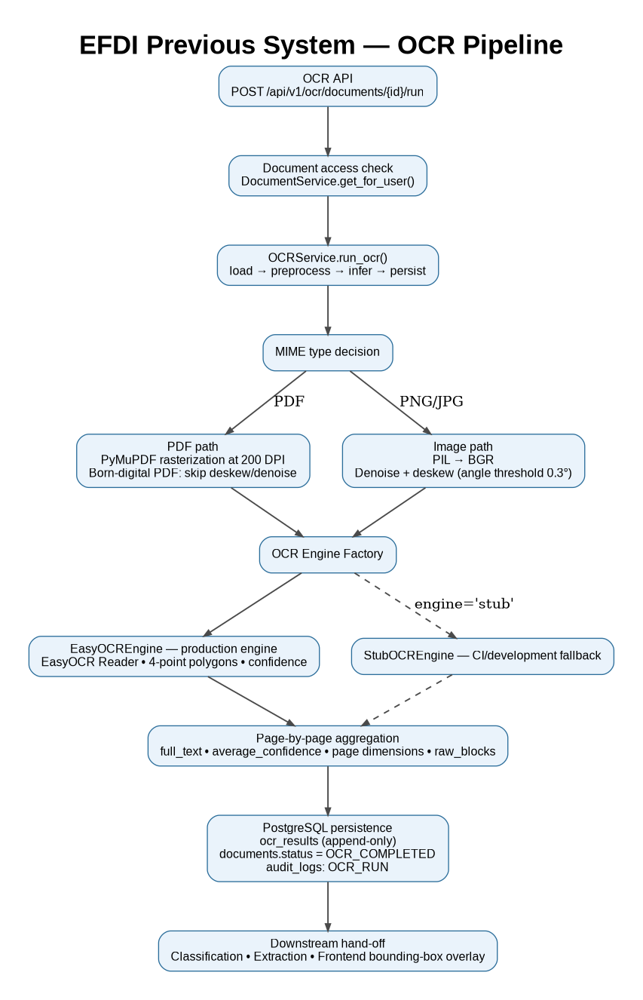 EFDI Previous System — OCR Pipeline
OCR API
POST /api/v1/ocr/documents/{id}/run
Document access check
DocumentService.get_for_user()
OCRService.run_ocr()
load → preprocess → infer → persist
MIME type decision
PDF
PNG/JPG
PDF path
PyMuPDF rasterization at 200 DPI
Born-digital PDF: skip deskew/denoise
Image path
PIL → BGR
Denoise + deskew (angle threshold 0.3°)
OCR Engine Factory
engine='stub'
EasyOCREngine — production engine
EasyOCR Reader • 4-point polygons • confidence
StubOCREngine — CI/development fallback
Page-by-page aggregation
full_text • average_confidence • page dimensions • raw_blocks
PostgreSQL persistence
ocr_results (append-only)
documents.status = OCR_COMPLETED
audit_logs: OCR_RUN
Downstream hand-off
Classification • Extraction • Frontend bounding-box overlay